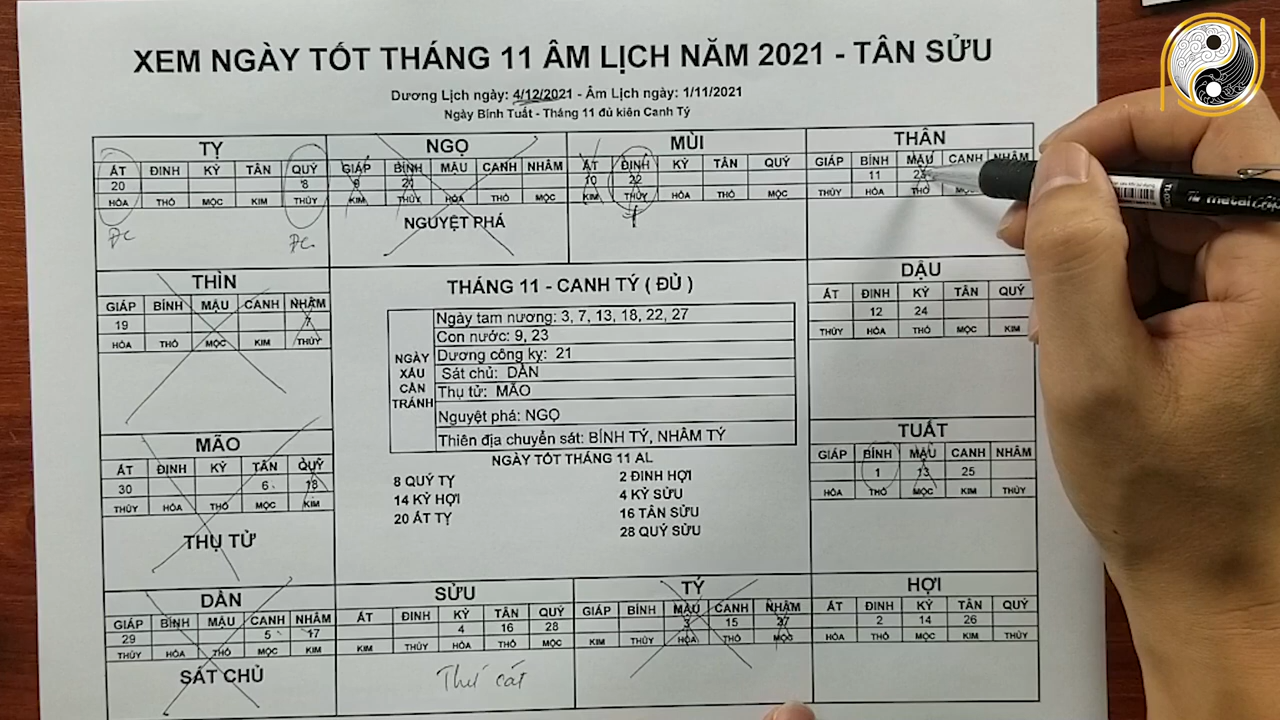 XEM NGÀY TỐT THÁNG 11 ÂM LỊCH NĂM 2021 - TÂN SỬU
Dương Lịch ngày: 4/12/2021 - Âm Lịch ngày: 1/11/2021
Ngày Bính Tuất - Tháng 11 đủ kiên Canh Tý
TỴ
ẤT ĐINH KỶ TÂN QUÝ
20 8
HỎA THỔ MỘC KIM THỦY
NGỌ
GIÁP BÍNH MẬU CANH NHÂM
9 21
KIM THỦY HỎA THỔ MỘC
NGUYỆT PHÁ
MÙI
ẤT ĐINH KỶ TÂN QUÝ
10 22
KIM THỦY HỎA THỔ MỘC
THÂN
GIÁP BÍNH MẬU CANH NHÂM
11 23
THỦY HỎA THỔ
THÌN
GIÁP BÍNH MẬU CANH NHÂM
19 7
HỎA THỔ MỘC KIM THỦY
THÁNG 11 - CANH TÝ ( ĐỦ )
NGÀY XẤU CẦN TRÁNH
Ngày tam nương: 3, 7, 13, 18, 22, 27
Con nước: 9, 23
Dương công kỵ: 21
Sát chủ: DẦN
Thụ tử: MÃO
Nguyệt phá: NGỌ
Thiên địa chuyển sát: BÍNH TÝ, NHÂM TÝ
NGÀY TỐT THÁNG 11 AL
8 QUÝ TỴ 2 ĐINH HỢI
14 KỶ HỢI 4 KỶ SỬU
20 ẤT TỴ 16 TÂN SỬU
28 QUÝ SỬU
DẬU
ẤT ĐINH KỶ TÂN QUÝ
12 24
THỦY HỎA THỔ MỘC KIM
MÃO
ẤT ĐINH KỶ TÂN QUÝ
30 6 18
THỦY HỎA THỔ MỘC KIM
THỤ TỬ
TUẤT
GIÁP BÍNH MẬU CANH NHÂM
1 13 25
HỎA THỔ MỘC KIM THỦY
DẦN
GIÁP BÍNH MẬU CANH NHÂM
29 5 17
THỦY HỎA THỔ MỘC KIM
SÁT CHỦ
SỬU
ẤT ĐINH KỶ TÂN QUÝ
4 16 28
KIM THỦY HỎA THỔ MỘC
Thứ cát
TÝ
GIÁP BÍNH MẬU CANH NHÂM
3 15 27
KIM THỦY HỎA THỔ MỘC
HỢI
ẤT ĐINH KỶ TÂN QUÝ
2 14 26
HỎA THỔ MỘC KIM THỦY